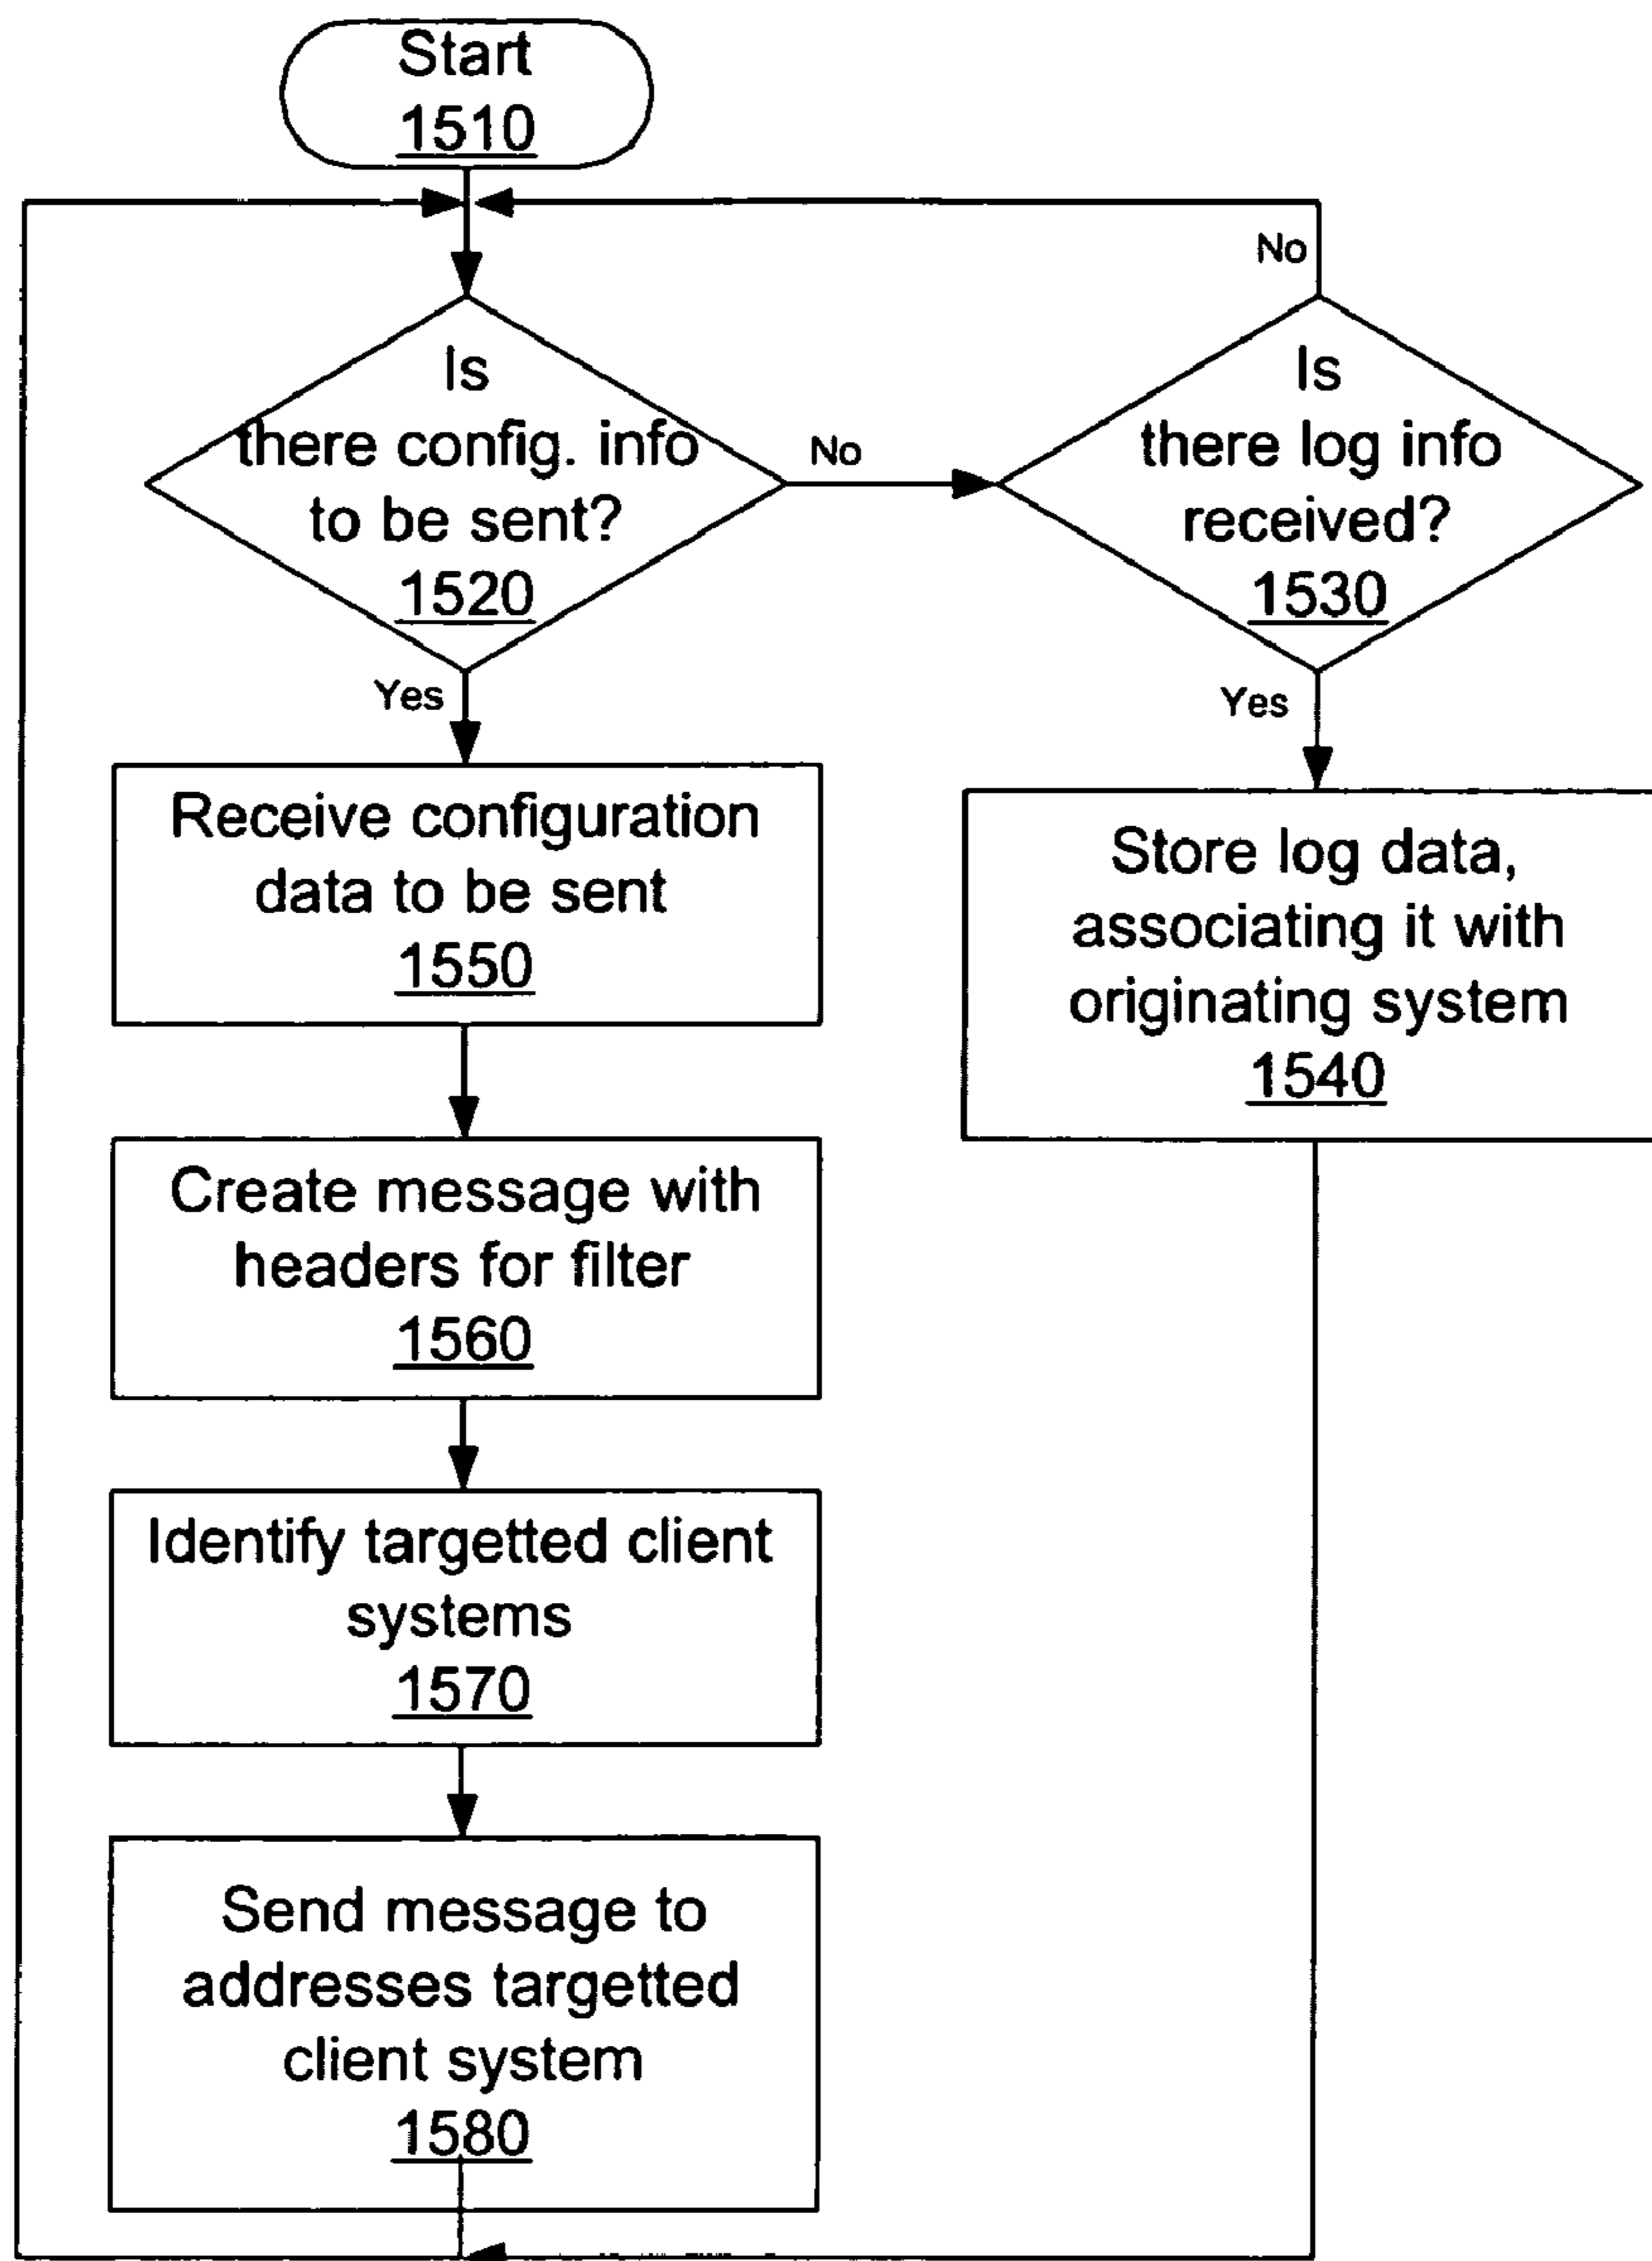 Start
1510
Is
there config. info
to be sent?
1520
No
Yes
Is
there log info
received?
1530
No
Yes
Receive configuration
data to be sent
1550
Store log data,
associating it with
originating system
1540
Create message with
headers for filter
1560
Identify targetted client
systems
1570
Send message to
addresses targetted
client system
1580